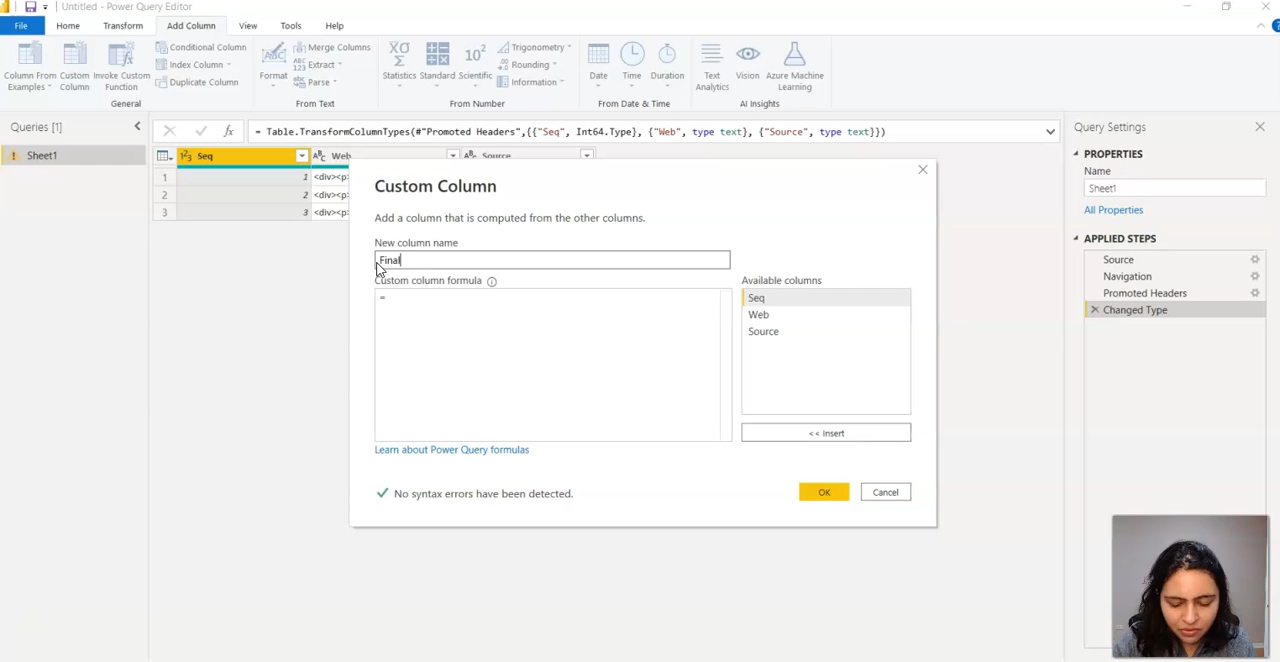 Untitled - Power Query Editor
File Home Transform Add Column View Tools Help
Column From Examples
Custom Column
Invoke Custom Function
Conditional Column
Index Column
Duplicate Column
General
Format
Merge Columns
Extract
Parse
From Text
Statistics
Standard
Scientific
Trigonometry
Rounding
Information
From Number
Date
Time
Duration
From Date & Time
Text Analytics
Vision
Azure Machine Learning
AI Insights
Queries [1]
Sheet1
= Table.TransformColumnTypes(#"Promoted Headers",{{"Seq", Int64.Type}, {"Web", type text}, {"Source", type text}})
Seq Web Source
1 1 <div><p>
2 2 <div><p>
3 3 <div><p>
Custom Column
Add a column that is computed from the other columns.
New column name
Final
Custom column formula
=
Available columns
Seq
Web
Source
<< Insert
Learn about Power Query formulas
No syntax errors have been detected.
OK
Cancel
Query Settings
PROPERTIES
Name
Sheet1
All Properties
APPLIED STEPS
Source
Navigation
Promoted Headers
Changed Type